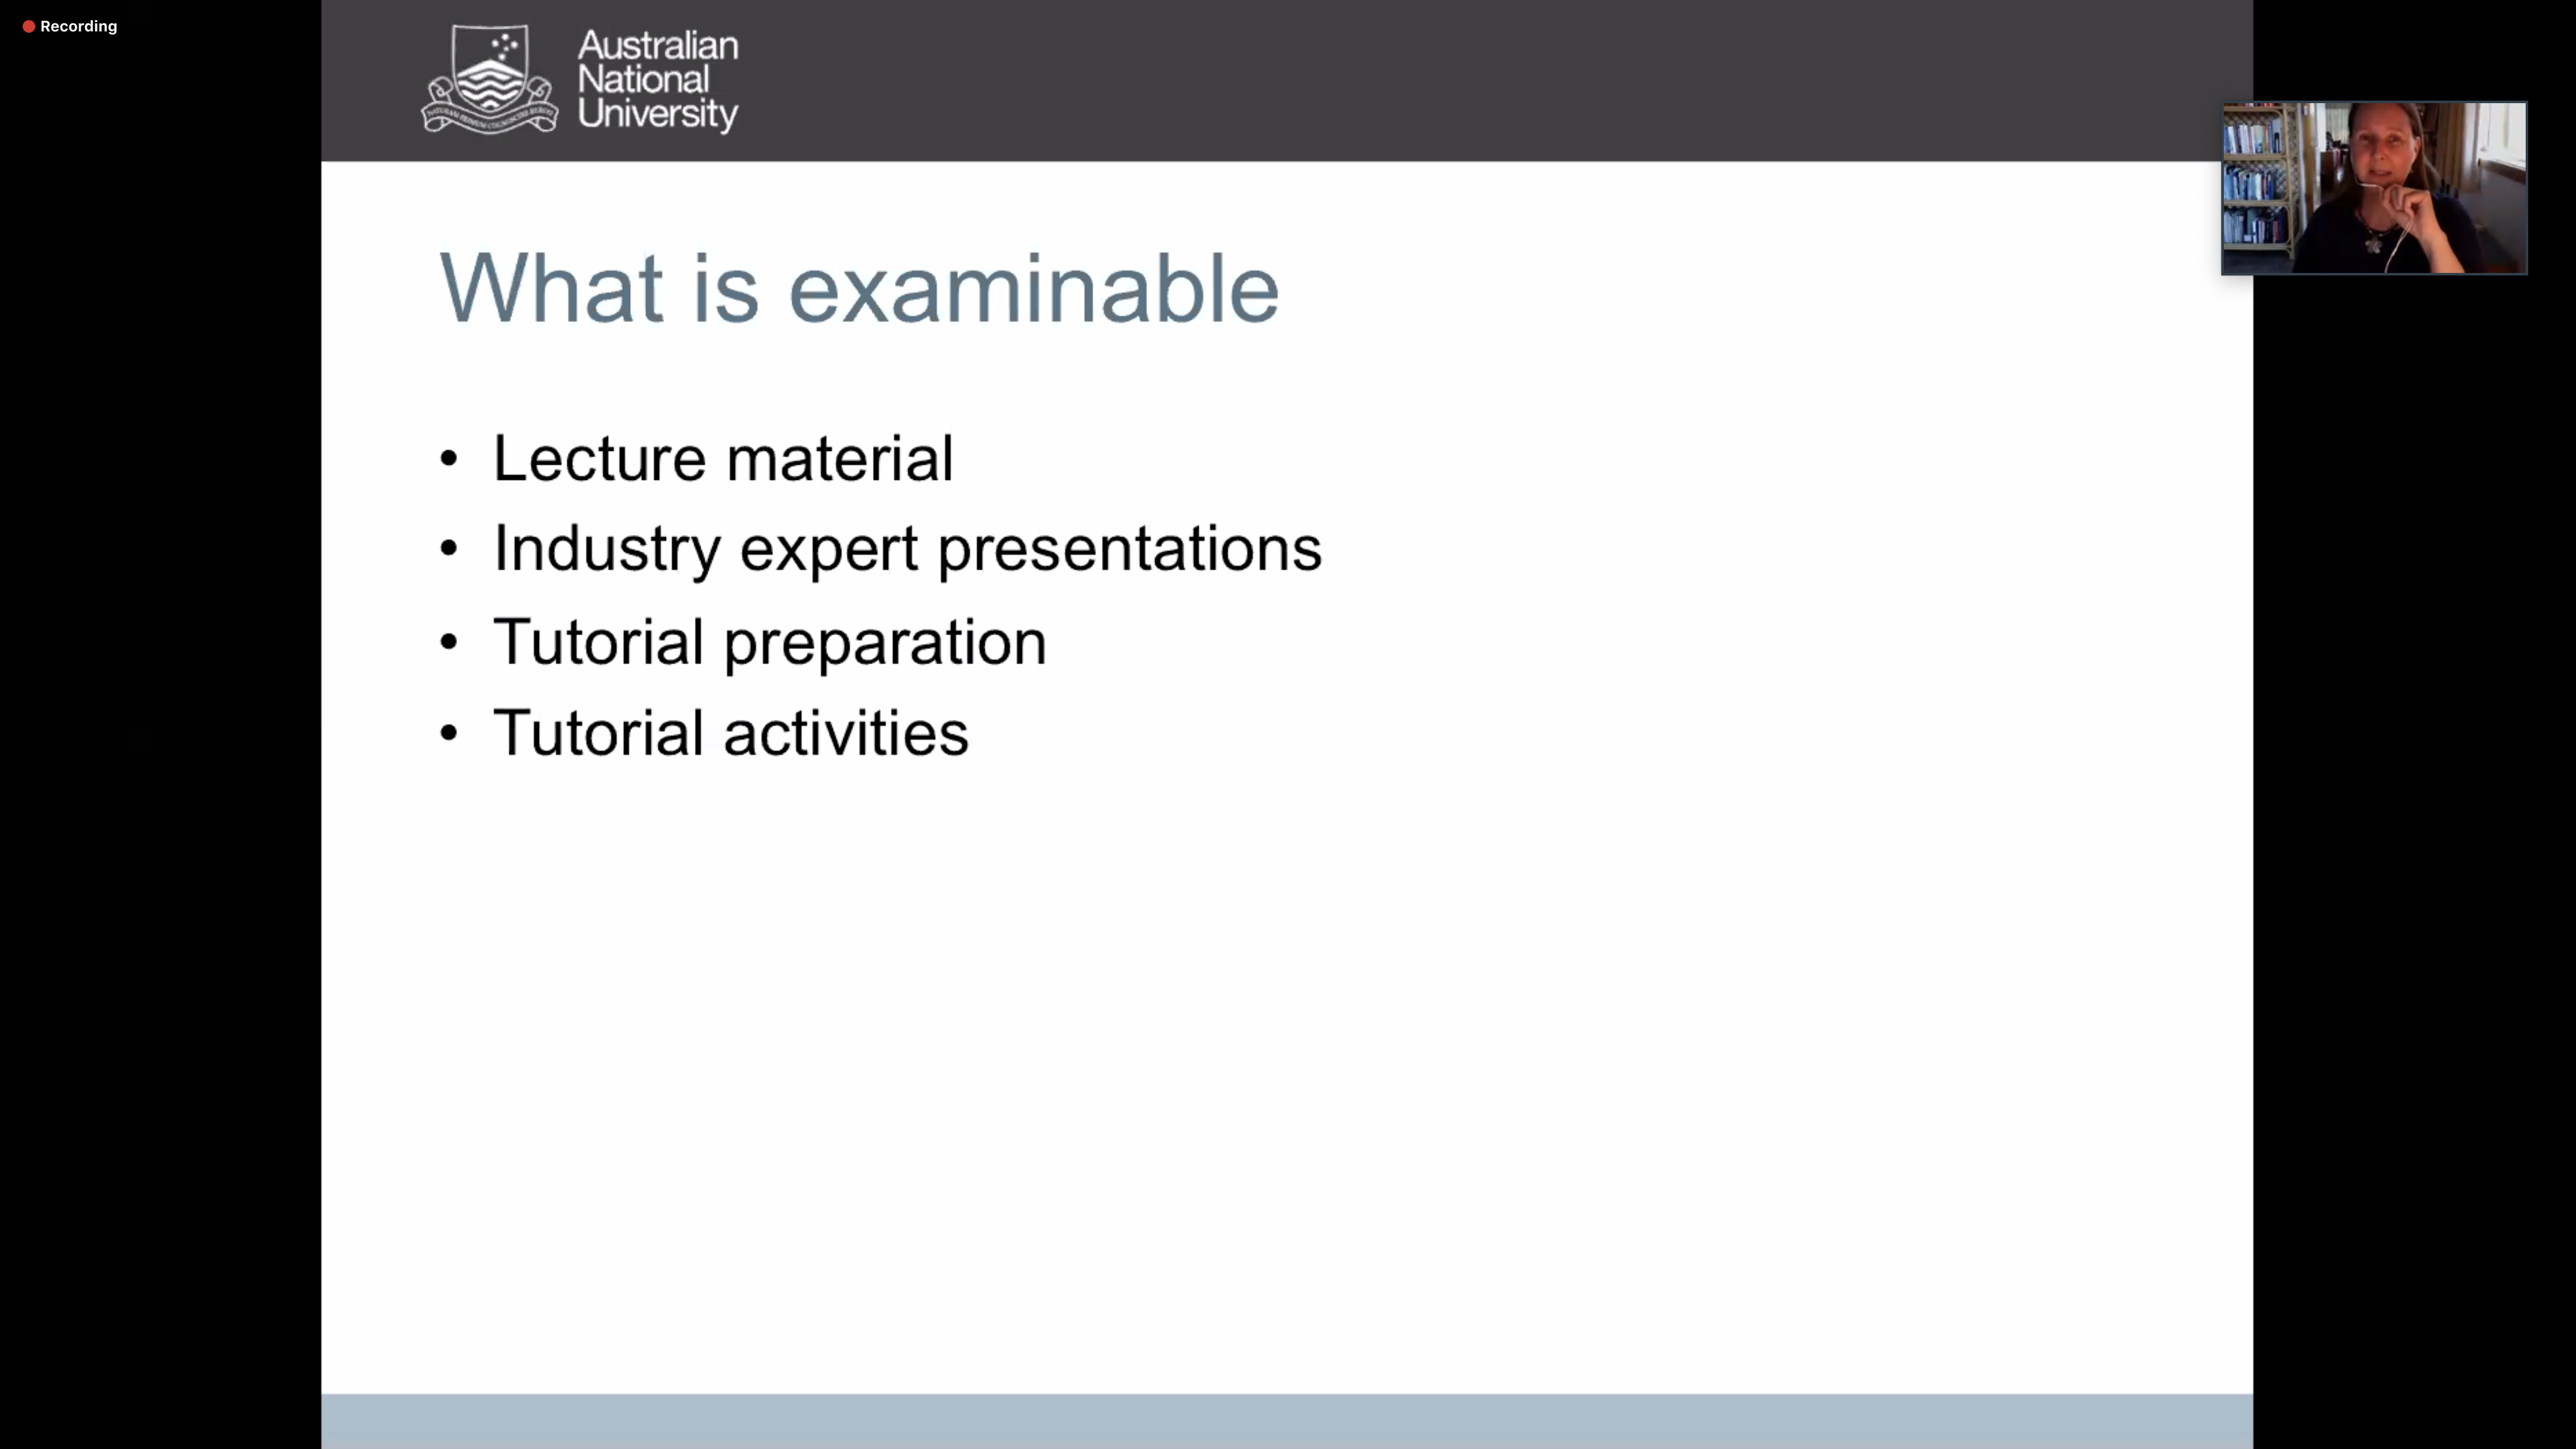 Recording
Australian
National
University
What is examinable
• Lecture material
• Industry expert presentations
• Tutorial preparation
• Tutorial activities